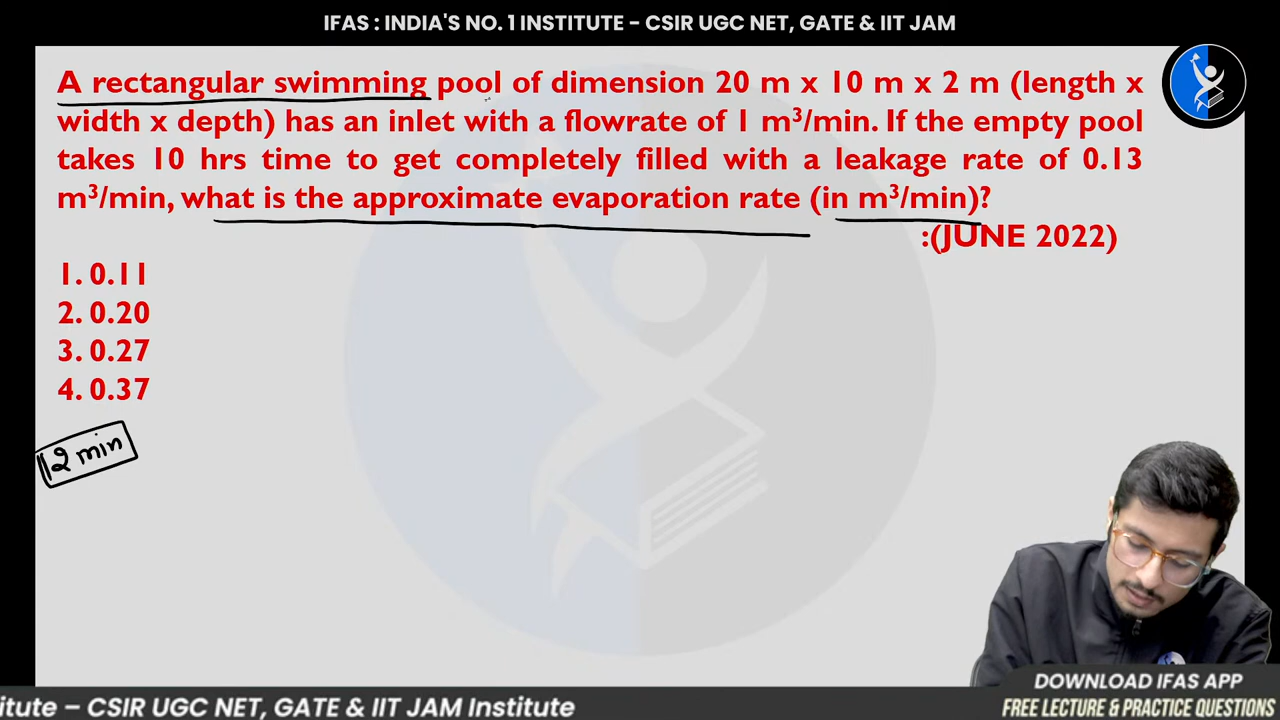 IFAS : INDIA'S NO. 1 INSTITUTE – CSIR UGC NET, GATE & IIT JAM
A rectangular swimming pool of dimension 20 m x 10 m x 2 m (length x
width x depth) has an inlet with a flowrate of 1 m³/min. If the empty pool
takes 10 hrs time to get completely filled with a leakage rate of 0.13
m³/min, what is the approximate evaporation rate (in m³/min)?
:(JUNE 2022)
1. 0.11
2. 0.20
3. 0.27
4. 0.37
12 min
DOWNLOAD IFAS APP
itute – CSIR UGC NET, GATE & IIT JAM Institute
FREE LECTURE & PRACTICE QUESTIONS